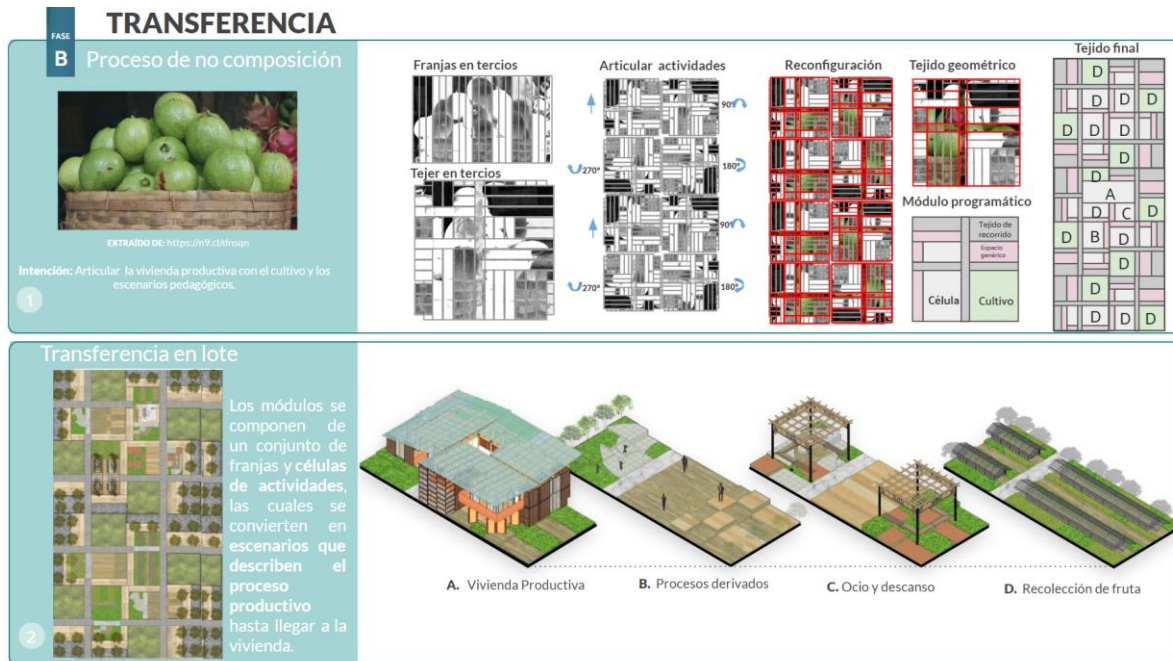 TRANSFERENCIA
FASE
B
Proceso de no composición
EXTRAÍDO DE: https://n9.cl/dnsqn
Intención: Articular la vivienda productiva con el cultivo y los
escenarios pedagógicos.
1
Franjas en tercios
Tejer en tercios
Articular actividades
90°
270°
180°
90°
270°
180°
Reconfiguración
Tejido geométrico
Módulo programático
Tejido de
recorrido
Espacio
genérico
Célula
Cultivo
Tejido final
D
D
D
D
D
D
D
D
D
D
D
A
D
C
D
D
B
D
D
D
D
D
D
D
D
Transferencia en lote
Los módulos se
componen de
un conjunto de
franjas y células
de actividades,
las cuales se
convierten en
escenarios que
describen el
proceso
productivo
hasta llegar a la
vivienda.
2
A. Vivienda Productiva
B. Procesos derivados
C. Ocio y descanso
D. Recolección de fruta